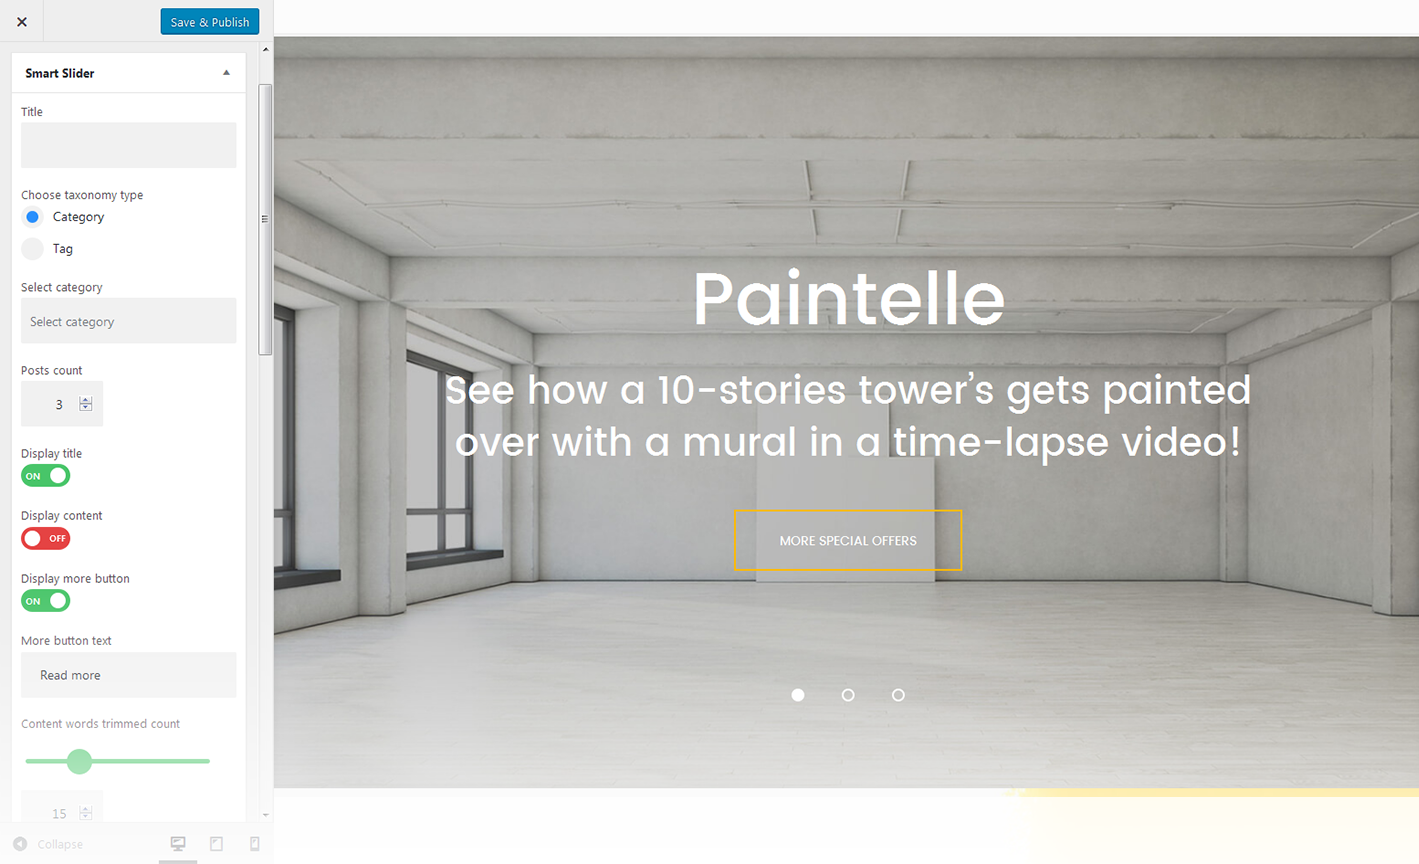 Save & Publish
Smart Slider
Title
Choose taxonomy type
Category
Tag
Select category
Select category
Posts count
3
Display title
ON
Display content
OFF
Display more button
ON
More button text
Read more
Content words trimmed count
15
Collapse
Paintelle
See how a 10-stories tower’s gets painted
over with a mural in a time-lapse video!
MORE SPECIAL OFFERS